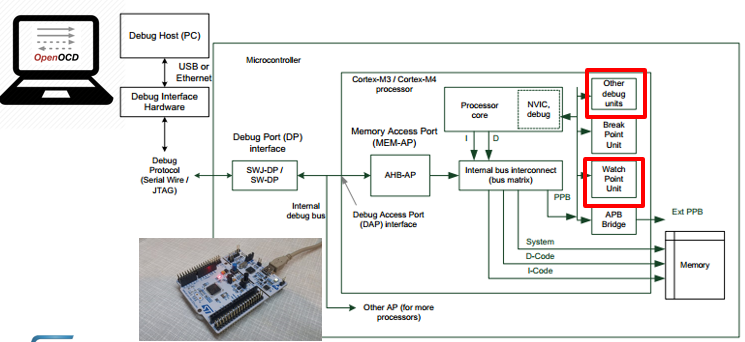 OpenOCD
Debug Host (PC)
USB or
Ethernet
Debug Interface
Hardware
Debug
Protocol
(Serial Wire /
JTAG)
Microcontroller
Debug Port (DP)
interface
SWJ-DP /
SW-DP
Internal
debug bus
Cortex-M3 / Cortex-M4
processor
Processor
core
NVIC,
debug
I
D
Memory Access Port
(MEM-AP)
AHB-AP
Debug Access Port
(DAP) interface
Internal bus interconnect
(bus matrix)
PPB
Other
debug
units
Break
Point
Unit
Watch
Point
Unit
APB
Bridge
Ext PPB
System
D-Code
I-Code
Memory
Other AP (for more
processors)